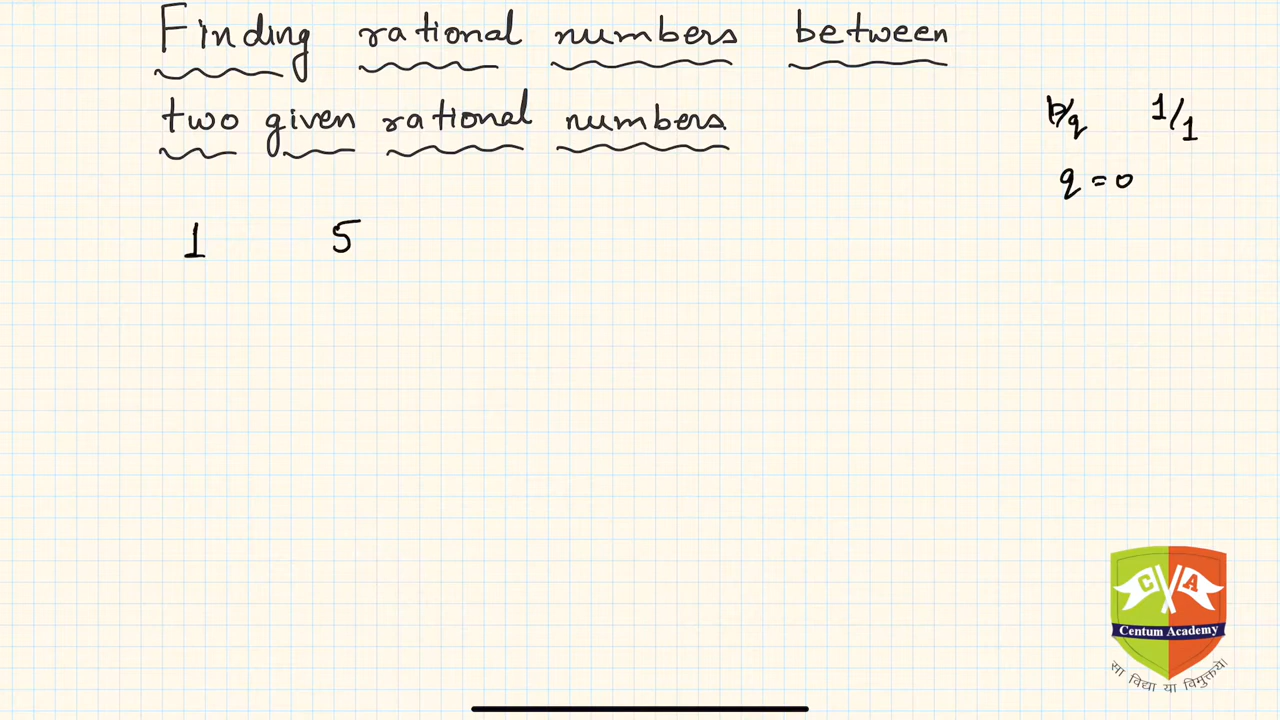 Finding rational numbers between
two given rational numbers
p/q 1/1
q = 0
1 5
C A
Centum Academy
सा विद्या या विमुक्तये